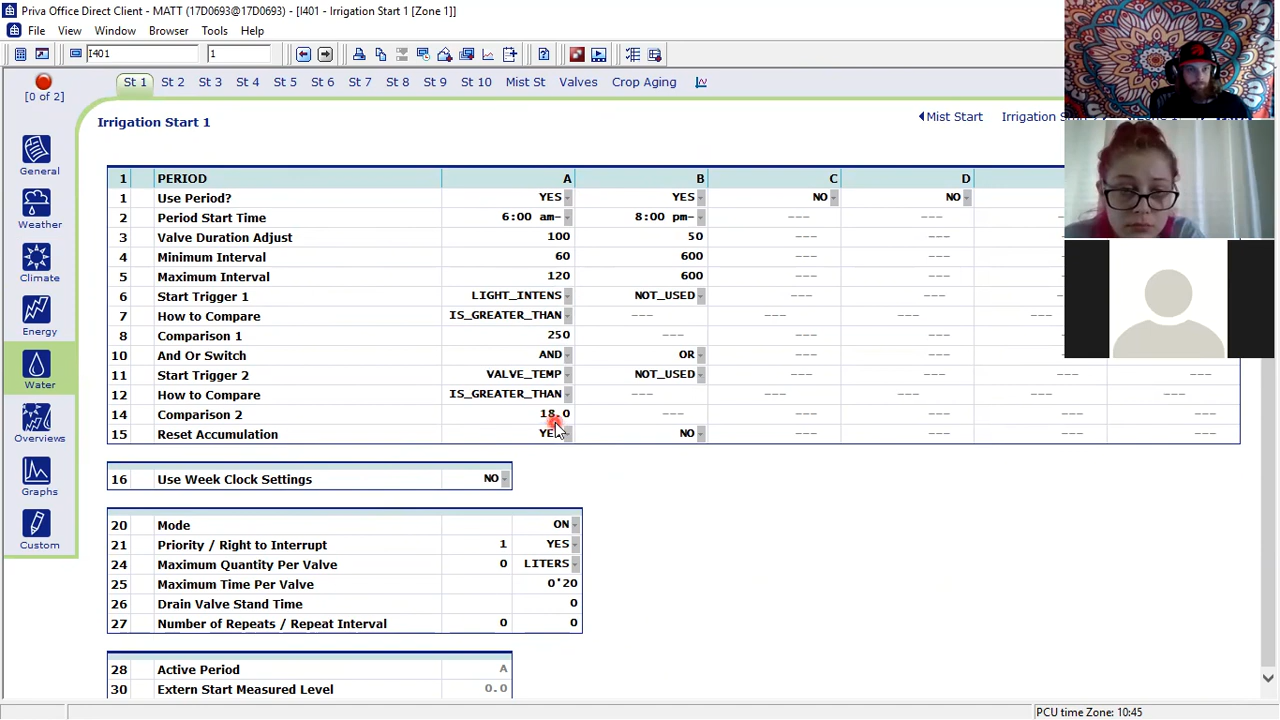 Priva Office Direct Client - MATT (17D0693@17D0693) - [I401 - Irrigation Start 1 [Zone 1]]
File View Window Browser Tools Help
I401 1
[0 of 2] St 1 St 2 St 3 St 4 St 5 St 6 St 7 St 8 St 9 St 10 Mist St Valves Crop Aging
Irrigation Start 1 Mist Start
General
Weather
Climate
Energy
Water
Overviews
Graphs
Custom
1 PERIOD A B C D
1 Use Period? YES YES NO NO
2 Period Start Time 6:00 am- 8:00 pm- --- ---
3 Valve Duration Adjust 100 50 --- ---
4 Minimum Interval 60 600 --- ---
5 Maximum Interval 120 600 --- ---
6 Start Trigger 1 LIGHT_INTENS NOT_USED --- ---
7 How to Compare IS_GREATER_THAN --- --- --- ---
8 Comparison 1 250 --- --- ---
10 And Or Switch AND OR --- ---
11 Start Trigger 2 VALVE_TEMP NOT_USED --- --- --- ---
12 How to Compare IS_GREATER_THAN --- --- --- --- ---
14 Comparison 2 18.0 --- --- --- --- ---
15 Reset Accumulation NO --- --- --- ---
16 Use Week Clock Settings NO
20 Mode ON
21 Priority / Right to Interrupt 1 YES
24 Maximum Quantity Per Valve 0 LITERS
25 Maximum Time Per Valve 0'20
26 Drain Valve Stand Time 0
27 Number of Repeats / Repeat Interval 0 0
28 Active Period A
30 Extern Start Measured Level 0.0
PCU time Zone: 10:45